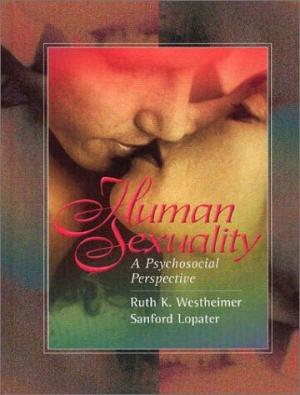 Human
Sexuality
A Psychosocial
Perspective
Ruth K. Westheimer
Sanford Lopater